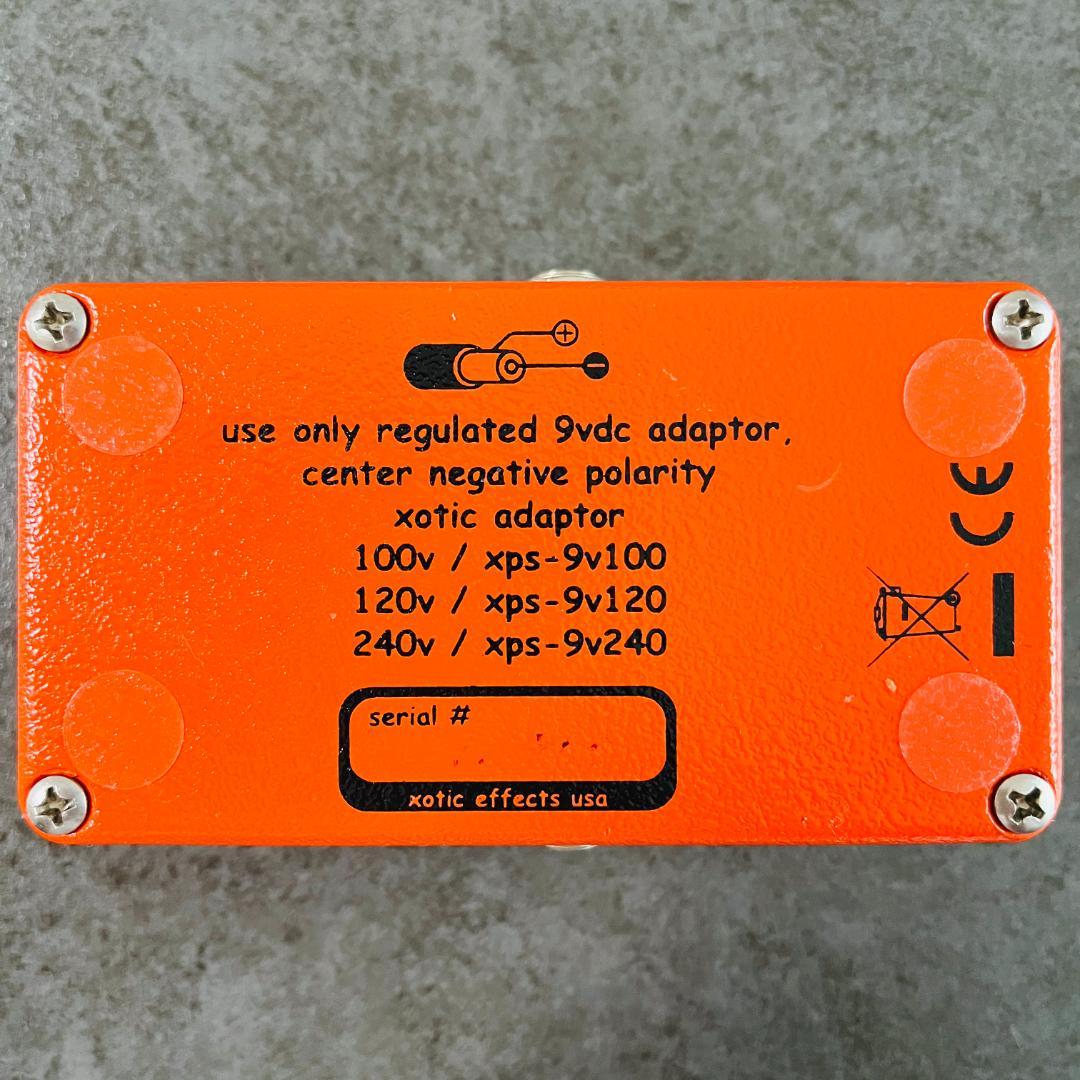 use only regulated 9vdc adaptor,
center negative polarity
xotic adaptor
100v / xps-9v100
120v / xps-9v120
240v / xps-9v240
serial #
xotic effects usa
CE